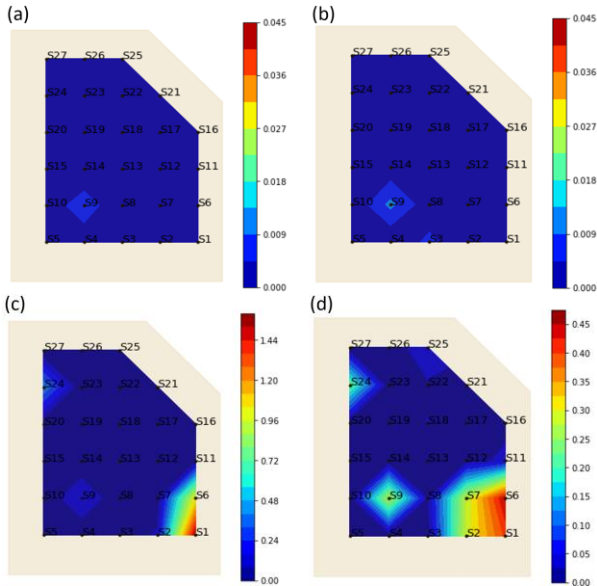 (a)
S27 S26 S25
S24 S23 S22 S21
S20 S19 S18 S17 S16
S15 S14 S13 S12 S11
S10 S9 S8 S7 S6
S5 S4 S3 S2 S1
0.045
0.036
0.027
0.018
0.009
0.000
(b)
S27 S26 S25
S24 S23 S22 S21
S20 S19 S18 S17 S16
S15 S14 S13 S12 S11
S10 S9 S8 S7 S6
S5 S4 S3 S2 S1
0.045
0.036
0.027
0.018
0.009
0.000
(c)
S27 S26 S25
S24 S23 S22 S21
S20 S19 S18 S17 S16
S15 S14 S13 S12 S11
S10 S9 S8 S7 S6
S5 S4 S3 S2 S1
1.44
1.20
0.96
0.72
0.48
0.24
0.00
(d)
S27 S26 S25
S24 S23 S22 S21
S20 S19 S18 S17 S16
S15 S14 S13 S12 S11
S10 S9 S8 S7 S6
S5 S4 S3 S2 S1
0.45
0.40
0.35
0.30
0.25
0.20
0.15
0.10
0.05
0.00